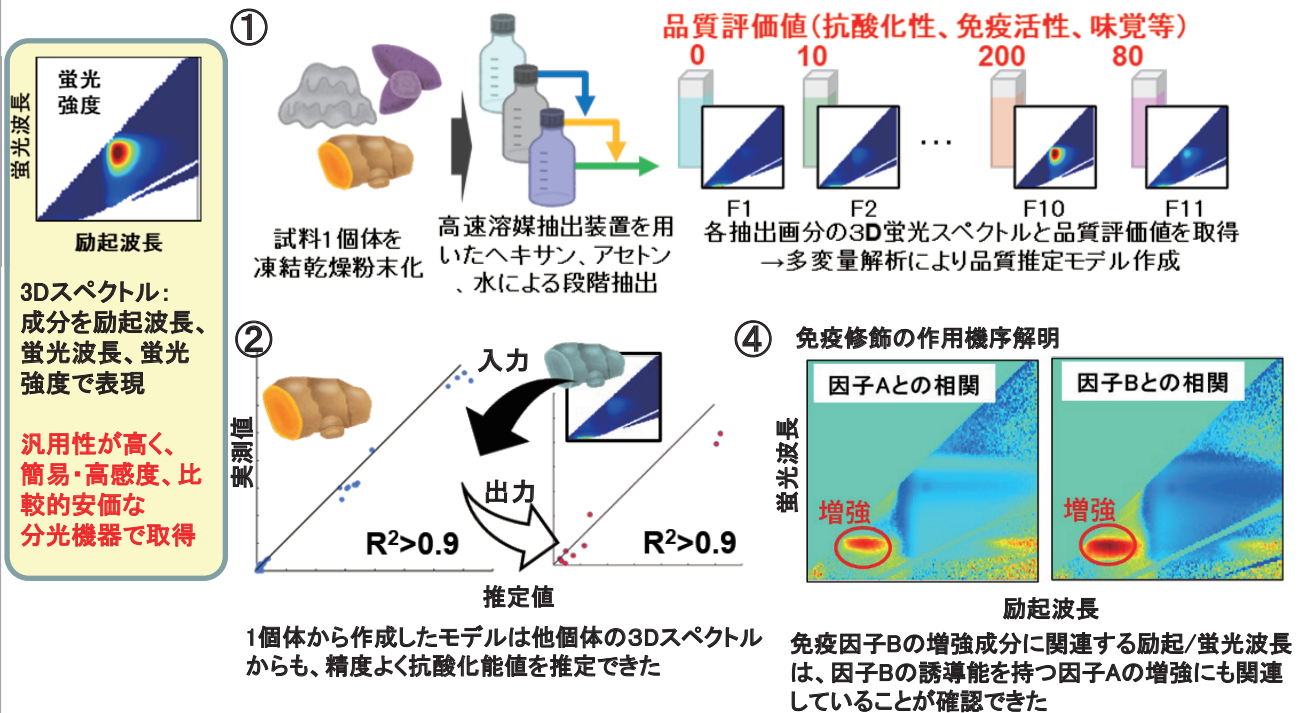 蛍光
強度
蛍光波長
励起波長
3Dスペクトル：
成分を励起波長、
蛍光波長、蛍光
強度で表現
汎用性が高く、
簡易・高感度、比
較的安価な
分光機器で取得
①
試料1個体を
凍結乾燥粉末化
高速溶媒抽出装置を用
いたヘキサン、アセトン
、水による段階抽出
品質評価値（抗酸化性、免疫活性、味覚等）
0 10 200 80
…
F1 F2 F10 F11
各抽出画分の3D蛍光スペクトルと品質評価値を取得
→多変量解析により品質推定モデル作成
②
実測値
入力
出力
R²>0.9
R²>0.9
推定値
1個体から作成したモデルは他個体の3Dスペクトル
からも、精度よく抗酸化能値を推定できた
④ 免疫修飾の作用機序解明
因子Aとの相関
因子Bとの相関
蛍光波長
増強
増強
励起波長
免疫因子Bの増強成分に関連する励起/蛍光波長
は、因子Bの誘導能を持つ因子Aの増強にも関連
していることが確認できた